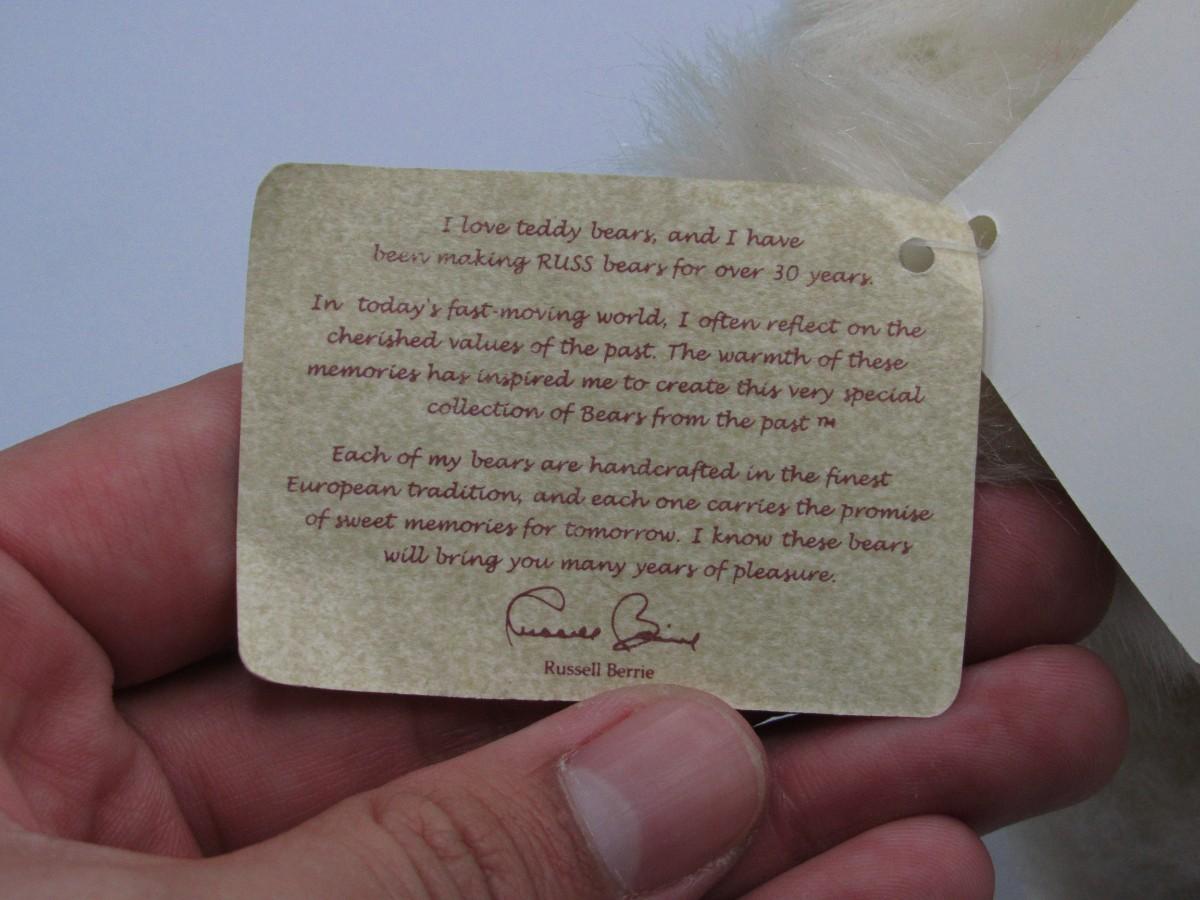 I love teddy bears, and I have
been making RUSS bears for over 30 years.
In today's fast-moving world, I often reflect on the
cherished values of the past. The warmth of these
memories has inspired me to create this very special
collection of Bears from the past ™
Each of my bears are handcrafted in the finest
European tradition, and each one carries the promise
of sweet memories for tomorrow. I know these bears
will bring you many years of pleasure.
Russell Berrie
Russell Berrie